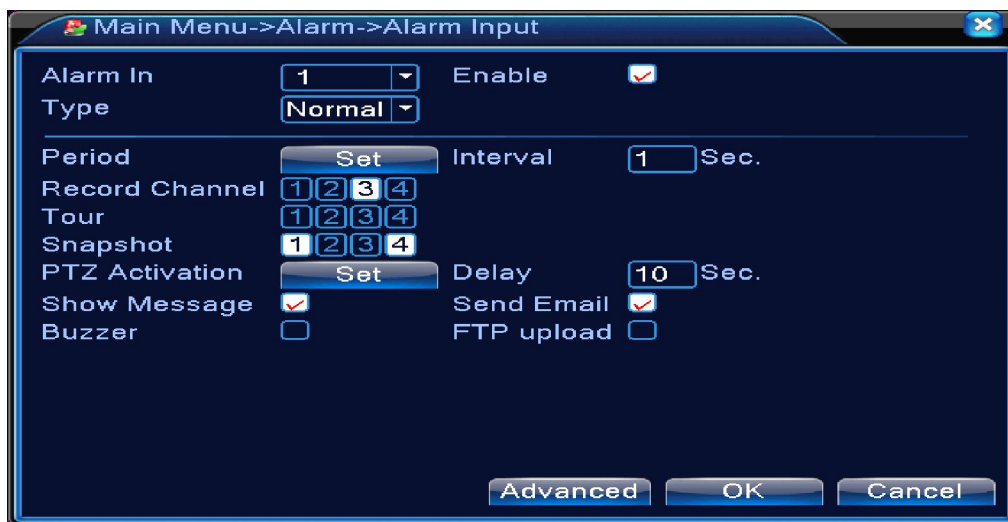 Main Menu->Alarm->Alarm Input
Alarm In 1 Enable
Type Normal
Period Set Interval 1 Sec.
Record Channel 1 2 3 4
Tour 1 2 3 4
Snapshot 1 2 3 4
PTZ Activation Set Delay 10 Sec.
Show Message Send Email
Buzzer FTP upload
Advanced OK Cancel